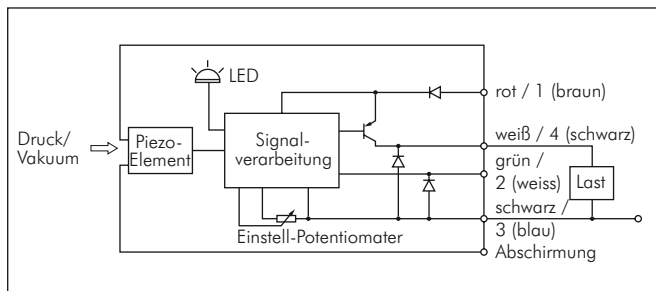 LED
rot / 1 (braun)
Druck/
Vakuum
Piezo-
Element
Signal-
verarbeitung
weiß / 4 (schwarz)
grün /
2 (weiss)
Last
schwarz /
3 (blau)
Einstell-Potentiomater
Abschirmung